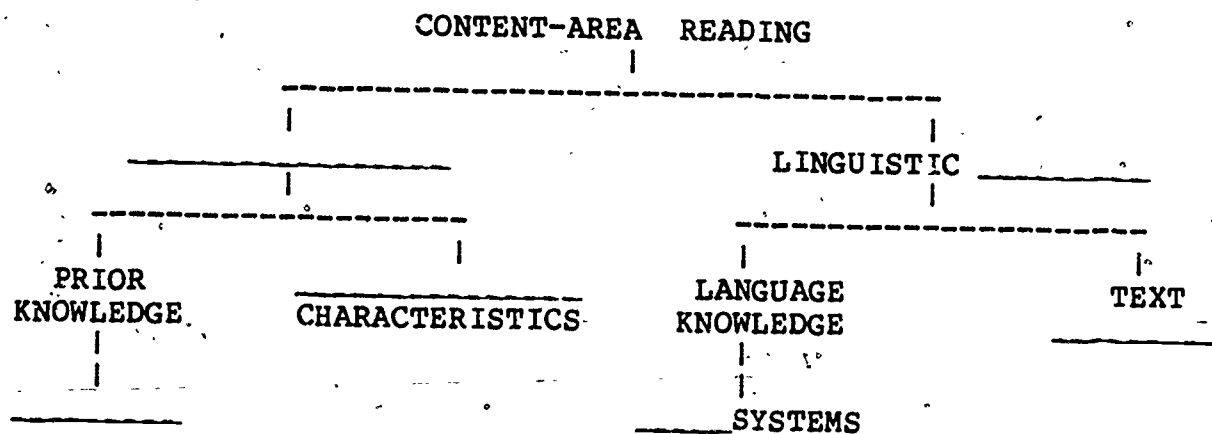 CONTENT-AREA READING
LINGUISTIC
PRIOR KNOWLEDGE
CHARACTERISTICS
LANGUAGE KNOWLEDGE
TEXT
SYSTEMS